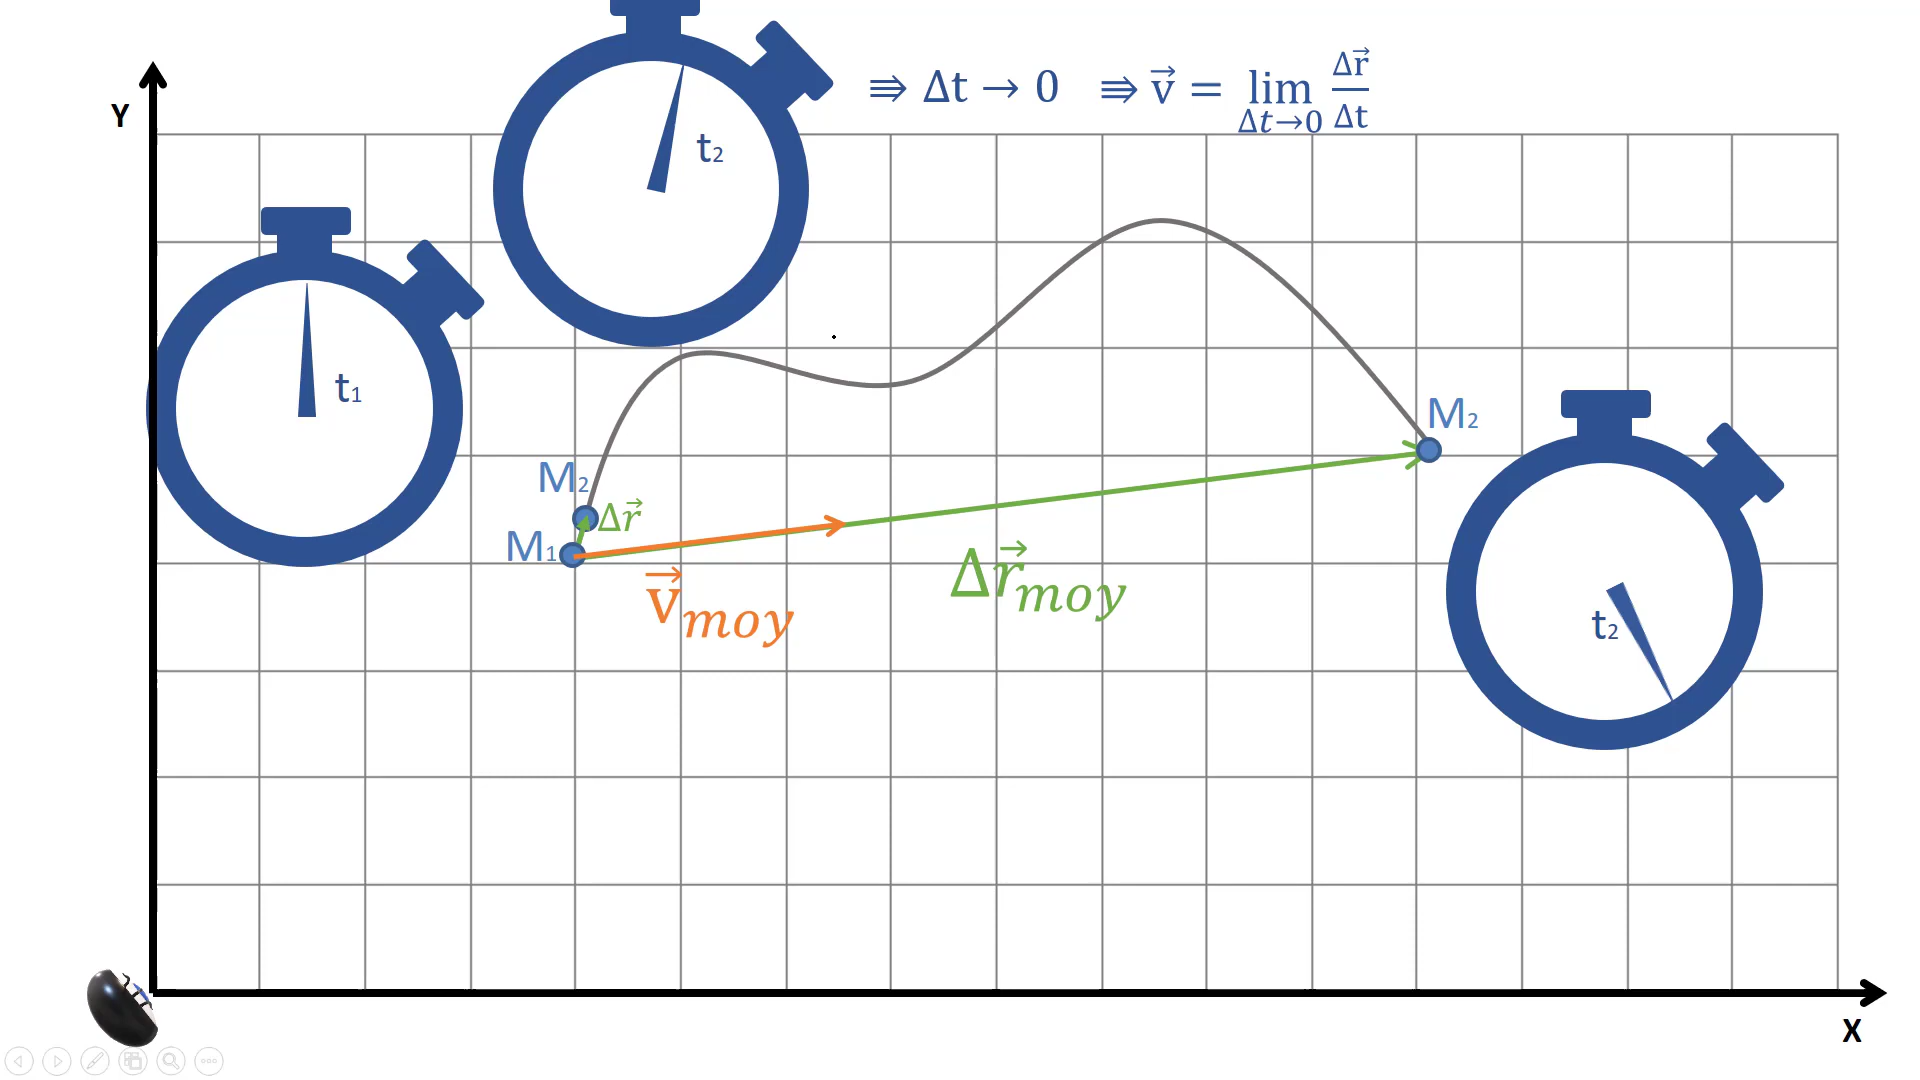 ⇛ Δt → 0 ⇛ v⃗ = lim Δt→0 Δr⃗/Δt
Y
t₂
t₁
M₂
M₂
Δr⃗
M₁
Δr⃗moy
v⃗moy
t₂
X